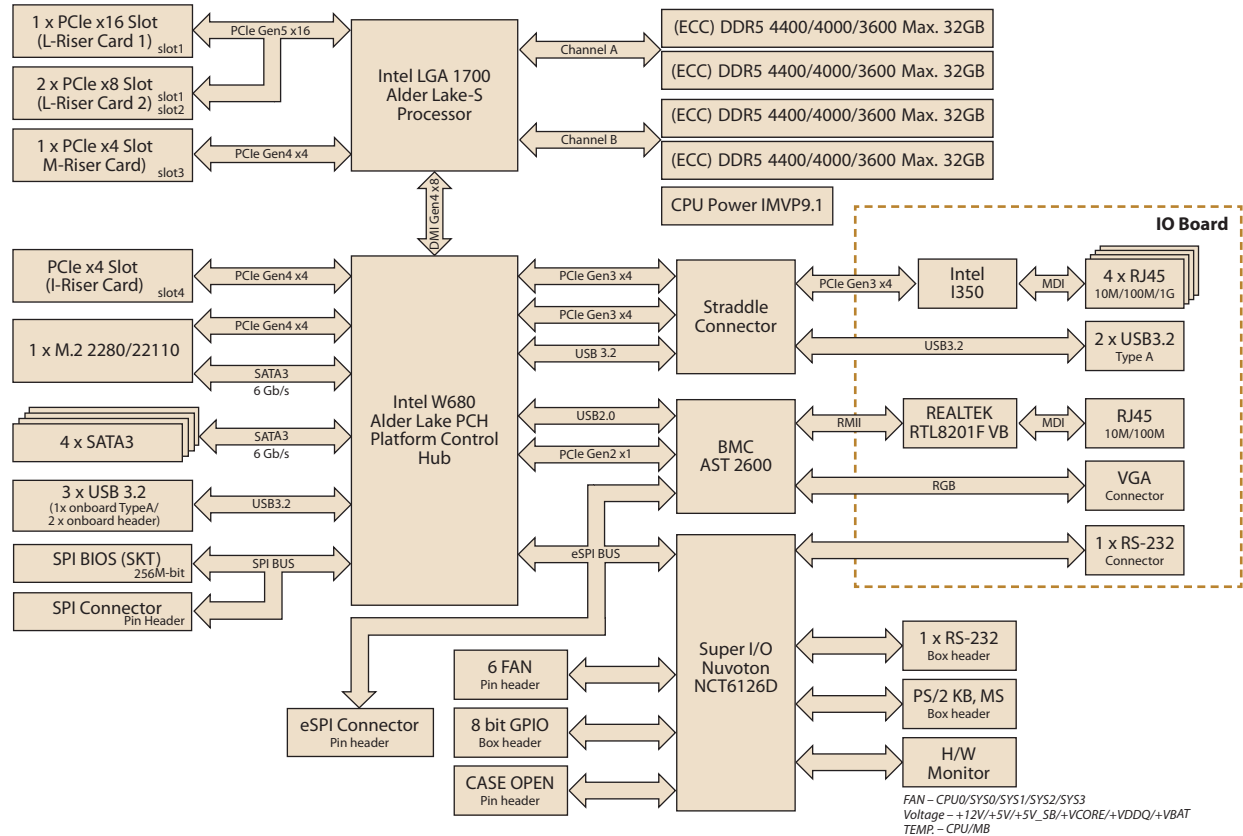 1 x PCIe x16 Slot
(L-Riser Card 1)
slot1
PCIe Gen5 x16
2 x PCIe x8 Slot
(L-Riser Card 2)
slot1
slot2
1 x PCIe x4 Slot
M-Riser Card)
slot3
PCIe Gen4 x4
Intel LGA 1700
Alder Lake-S
Processor
Channel A
Channel B
(ECC) DDR5 4400/4000/3600 Max. 32GB
(ECC) DDR5 4400/4000/3600 Max. 32GB
(ECC) DDR5 4400/4000/3600 Max. 32GB
(ECC) DDR5 4400/4000/3600 Max. 32GB
CPU Power IMVP9.1
DMI Gen4 x8
IO Board
PCIe x4 Slot
(I-Riser Card)
slot4
PCIe Gen4 x4
1 x M.2 2280/22110
PCIe Gen4 x4
SATA3
6 Gb/s
4 x SATA3
SATA3
6 Gb/s
3 x USB 3.2
(1x onboard TypeA/
2 x onboard header)
USB3.2
SPI BIOS (SKT)
256M-bit
SPI BUS
SPI Connector
Pin Header
Intel W680
Alder Lake PCH
Platform Control
Hub
PCIe Gen3 x4
PCIe Gen3 x4
USB 3.2
Straddle
Connector
PCIe Gen3 x4
Intel
I350
MDI
4 x RJ45
10M/100M/1G
USB3.2
2 x USB3.2
Type A
USB2.0
PCIe Gen2 x1
BMC
AST 2600
RMII
REALTEK
RTL8201F VB
MDI
RJ45
10M/100M
RGB
VGA
Connector
eSPI BUS
1 x RS-232
Connector
Super I/O
Nuvoton
NCT6126D
eSPI Connector
Pin header
6 FAN
Pin header
8 bit GPIO
Box header
CASE OPEN
Pin header
1 x RS-232
Box header
PS/2 KB, MS
Box header
H/W
Monitor
FAN – CPU0/SYS0/SYS1/SYS2/SYS3
Voltage – +12V/+5V/+5V_SB/+VCORE/+VDDQ/+VBAT
TEMP. – CPU/MB